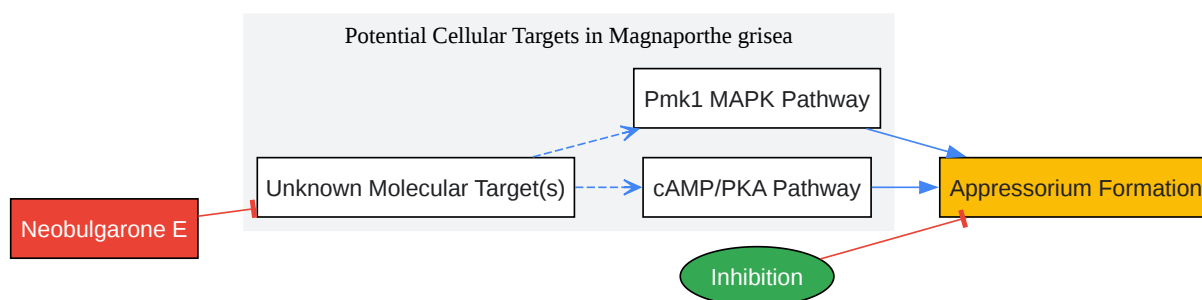 Potential Cellular Targets in Magnaporthe grisea
Pmk1 MAPK Pathway
Unknown Molecular Target(s)
cAMP/PKA Pathway
Appressorium Formation
Neobulgarone E
Inhibition